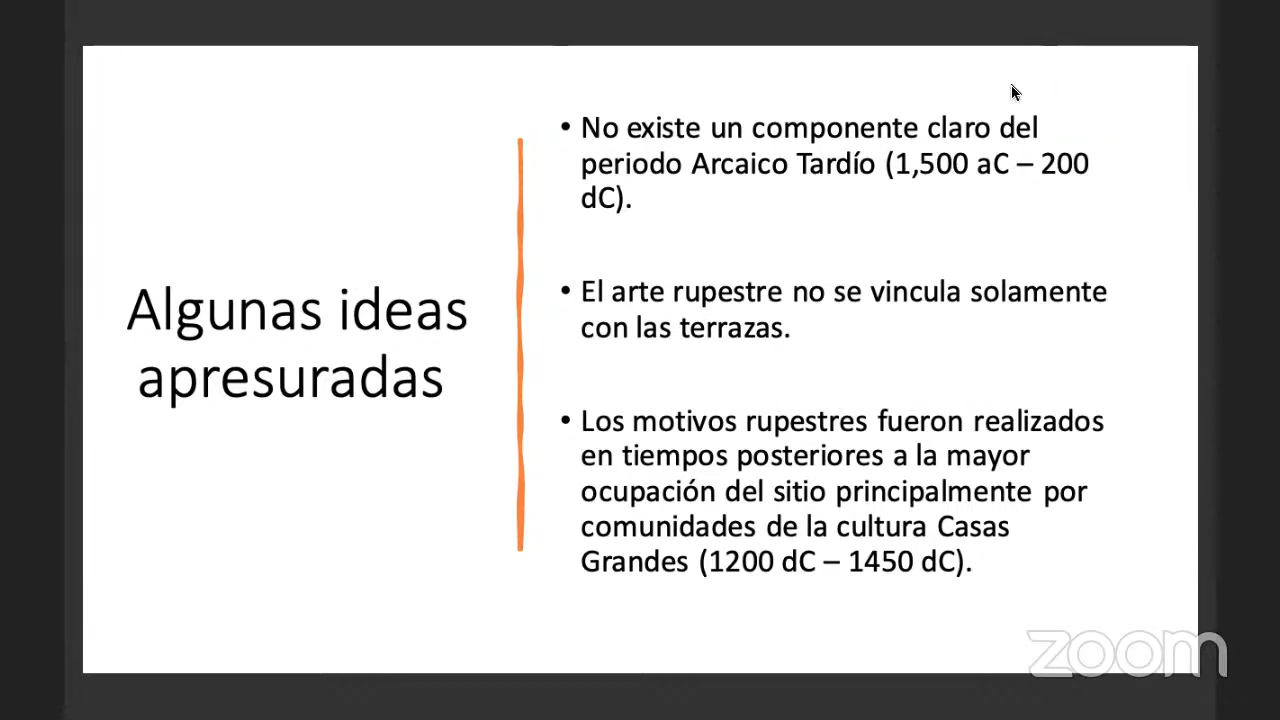 Algunas ideas
apresuradas
• No existe un componente claro del
periodo Arcaico Tardío (1,500 aC – 200
dC).
• El arte rupestre no se vincula solamente
con las terrazas.
• Los motivos rupestres fueron realizados
en tiempos posteriores a la mayor
ocupación del sitio principalmente por
comunidades de la cultura Casas
Grandes (1200 dC – 1450 dC).
zoom